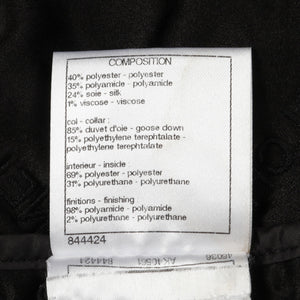 COMPOSITION
40% polyester - polyester
35% polyamide - polyamide
24% soie - silk
1% viscose - viscose
col - collar :
85% duvet d'oie - goose down
15% polyethylene terephtalate -
polyethylene terephtalate
interieur - inside :
69% polyester - polyester
31% polyurethane - polyurethane
finitions - finishing
98% polyamide - polyamide
2% polyurethane - polyurethane
844424
844424